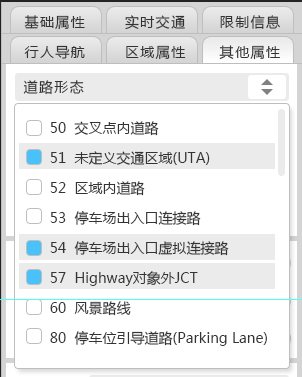 基础属性 实时交通 限制信息
行人导航 区域属性 其他属性
道路形态
50 交叉点内道路
51 未定义交通区域(UTA)
52 区域内道路
53 停车场出入口连接路
54 停车场出入口虚拟连接路
57 Highway对象外JCT
60 风景路线
80 停车位引导道路(Parking Lane)